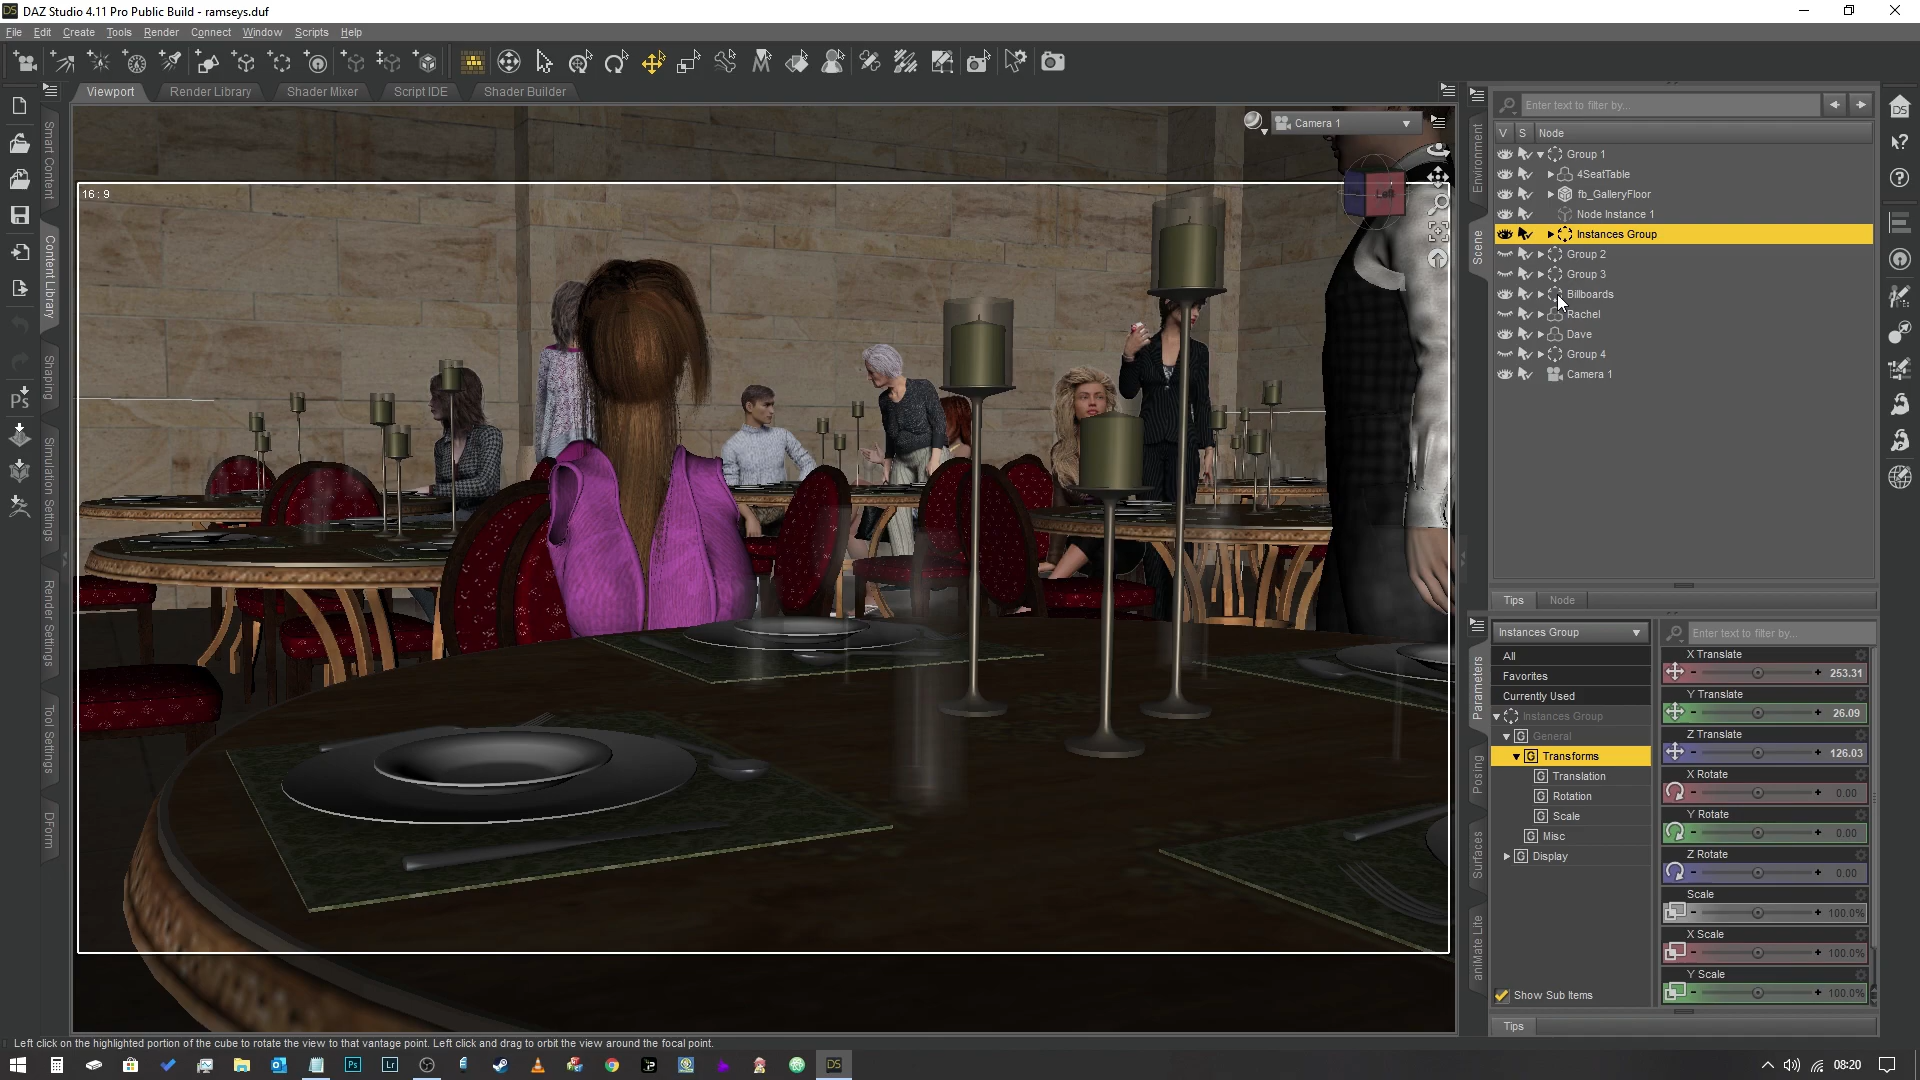 DAZ Studio 4.11 Pro Public Build - ramseys.duf
File Edit Create Tools Render Connect Window Scripts Help
Viewport Render Library Shader Mixer Script IDE Shader Builder
Smart Content
Content Library
Shaping
Simulation Settings
Render Settings
Tool Settings
DForm
16 : 9
Camera 1
Left
Environment
Scene
Enter text to filter by...
V S Node
Group 1
4SeatTable
fb_GalleryFloor
Node Instance 1
Instances Group
Group 2
Group 3
Billboards
Rachel
Dave
Group 4
Camera 1
Tips Node
Parameters
Posing
Surfaces
aniMate Lite
Instances Group
All
Favorites
Currently Used
Instances Group
General
Transforms
Translation
Rotation
Scale
Misc
Display
Show Sub Items
Enter text to filter by...
X Translate
253.31
Y Translate
26.09
Z Translate
126.03
X Rotate
0.00
Y Rotate
0.00
Z Rotate
0.00
Scale
100.0%
X Scale
100.0%
Y Scale
100.0%
Tips
Left click on the highlighted portion of the cube to rotate the view to that vantage point. Left click and drag to orbit the view around the focal point.
Ps
Lr
DS
08:20